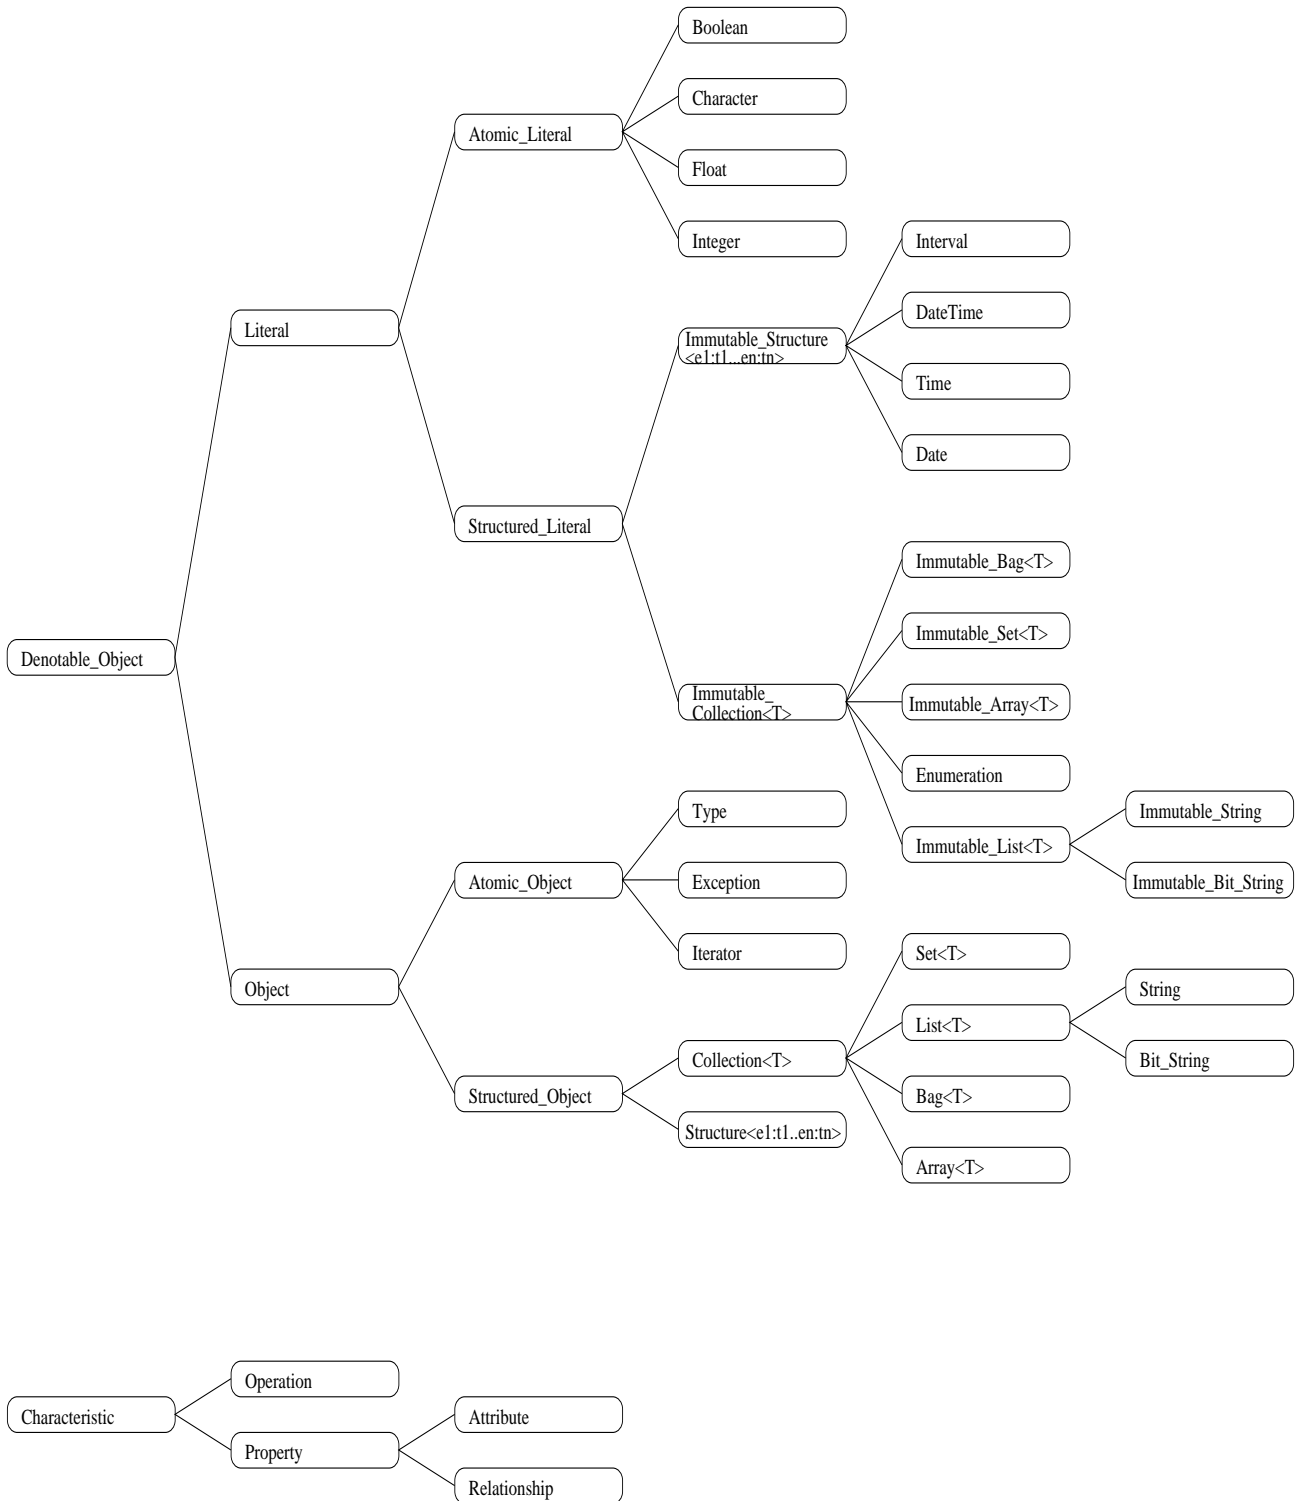 Boolean
Character
Atomic_Literal
Float
Integer
Interval
DateTime
Literal
Immutable_Structure
<e1:t1...en:tn>
Time
Date
Structured_Literal
Immutable_Bag<T>
Immutable_Set<T>
Denotable_Object
Immutable_
Collection<T>
Immutable_Array<T>
Enumeration
Type
Immutable_String
Immutable_List<T>
Atomic_Object
Exception
Immutable_Bit_String
Iterator
Set<T>
Object
String
List<T>
Collection<T>
Bit_String
Structured_Object
Bag<T>
Structure<e1:t1..en:tn>
Array<T>
Operation
Characteristic
Attribute
Property
Relationship